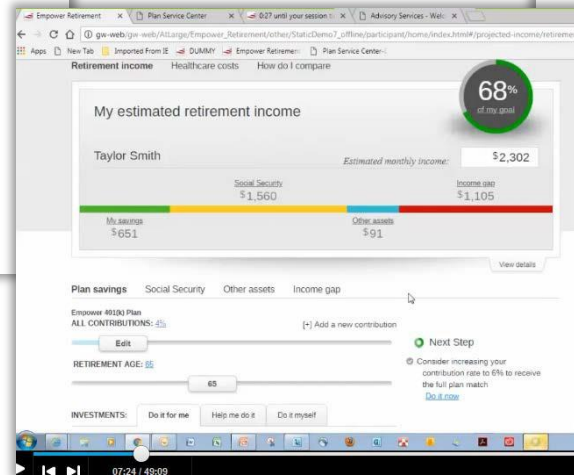 Empower Retirement
Plan Service Center
0:27 until your session
Advisory Services - Welc
gw-web/gw-web/AtLarge/Empower_Retirement/other/StaticDemo7_offline/participant/home/index.html#/projected-income/retireme
Apps New Tab Imported From IE DUMMY Empower Retirement Plan Service Center-
Retirement income Healthcare costs How do I compare
68%
of my goal
My estimated retirement income
Taylor Smith Estimated monthly income: $2,302
Social Security Income gap
$1,560 $1,105
My savings Other assets
$651 $91
View details
Plan savings Social Security Other assets Income gap
Empower 401(k) Plan
ALL CONTRIBUTIONS: 4% [+] Add a new contribution
Edit
Next Step
RETIREMENT AGE: 65
Consider increasing your
contribution rate to 6% to receive
the full plan match
Do it now
65
INVESTMENTS: Do it for me Help me do it Do it myself
07:24 / 49:09